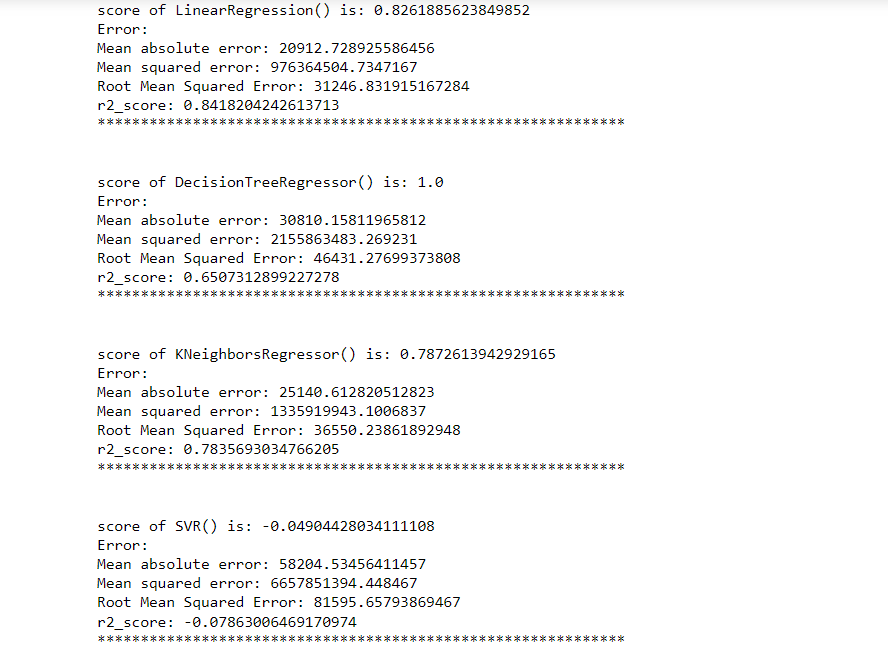 score of LinearRegression() is: 0.8261885623849852
Error:
Mean absolute error: 20912.728925586456
Mean squared error: 976364504.7347167
Root Mean Squared Error: 31246.831915167284
r2_score: 0.8418204242613713
*************************************************************
score of DecisionTreeRegressor() is: 1.0
Error:
Mean absolute error: 30810.15811965812
Mean squared error: 2155863483.269231
Root Mean Squared Error: 46431.27699373808
r2_score: 0.6507312899227278
*************************************************************
score of KNeighborsRegressor() is: 0.7872613942929165
Error:
Mean absolute error: 25140.612820512823
Mean squared error: 1335919943.1006837
Root Mean Squared Error: 36550.23861892948
r2_score: 0.7835693034766205
*************************************************************
score of SVR() is: -0.04904428034111108
Error:
Mean absolute error: 58204.53456411457
Mean squared error: 6657851394.448467
Root Mean Squared Error: 81595.65793869467
r2_score: -0.07863006469170974
*************************************************************